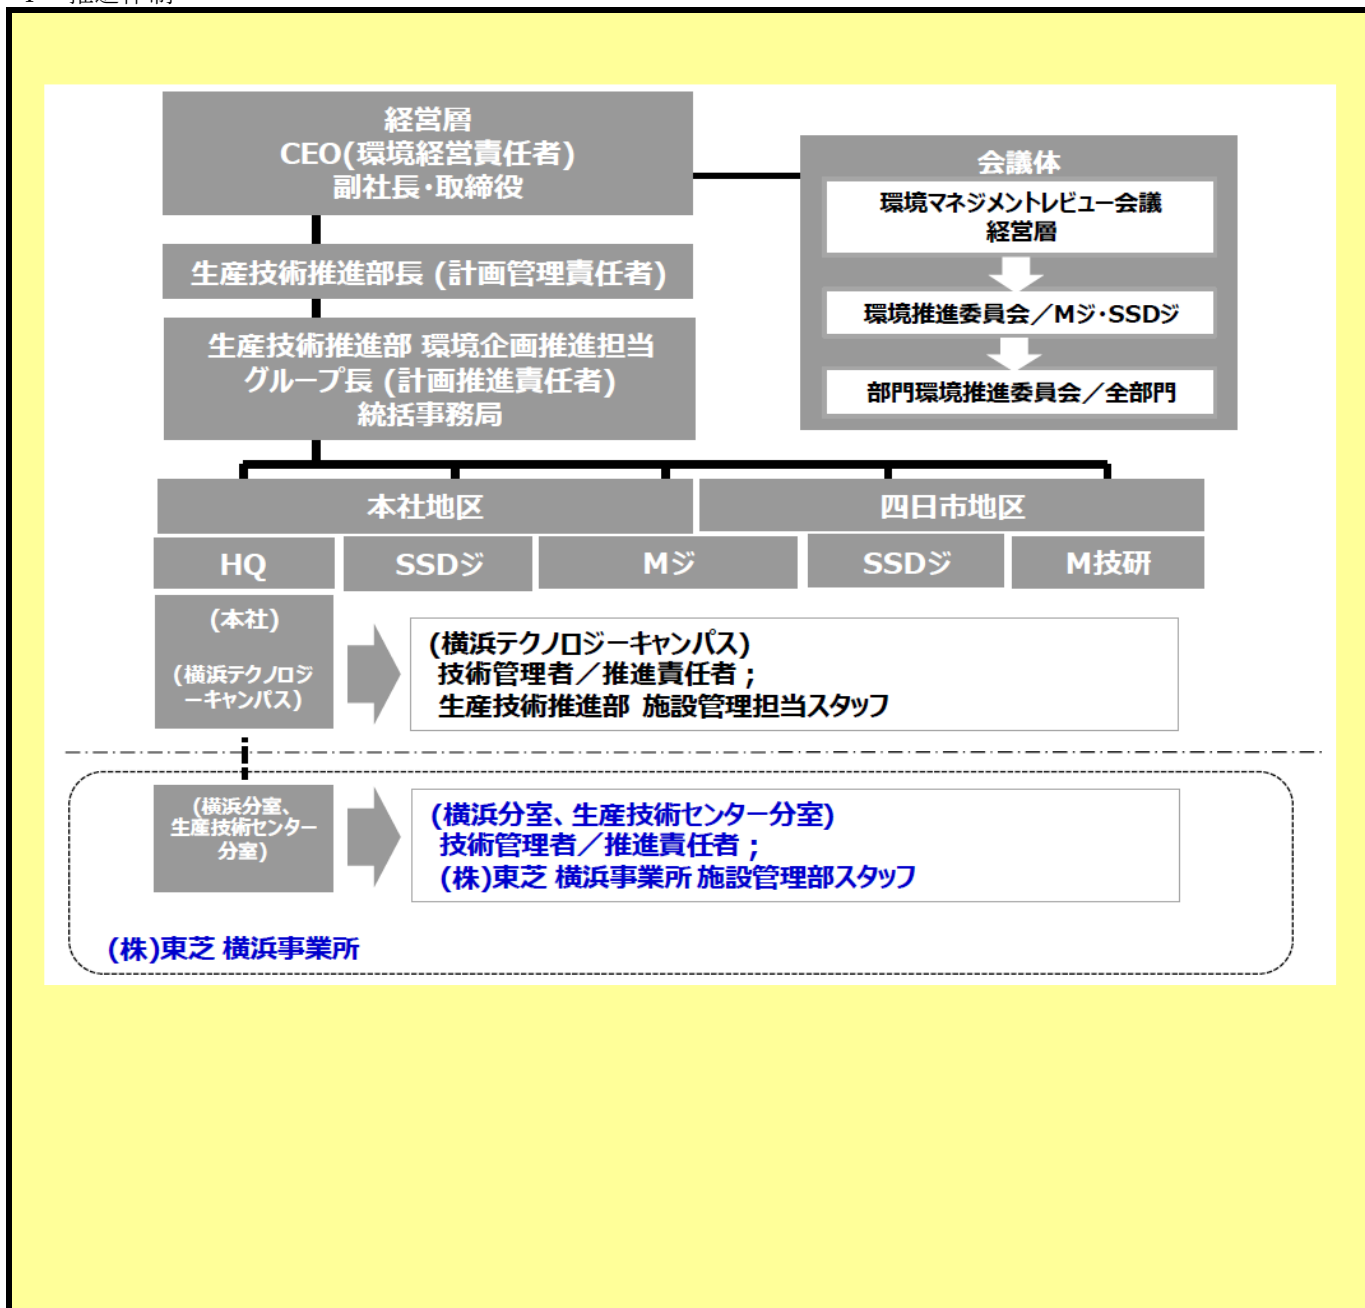 経営層
CEO(環境経営責任者)
副社長・取締役
会議体
環境マネジメントレビュー会議
経営層
環境推進委員会／Mジ・SSDジ
部門環境推進委員会／全部門
生産技術推進部長 (計画管理責任者)
生産技術推進部 環境企画推進担当
グループ長 (計画推進責任者)
統括事務局
本社地区
四日市地区
HQ
SSDジ
Mジ
SSDジ
M技研
(本社)
(横浜テクノロジ
ーキャンパス)
(横浜テクノロジーキャンパス)
技術管理者／推進責任者；
生産技術推進部 施設管理担当スタッフ
(横浜分室、
生産技術センター
分室)
(横浜分室、生産技術センター分室)
技術管理者／推進責任者；
(株)東芝 横浜事業所 施設管理部スタッフ
(株)東芝 横浜事業所